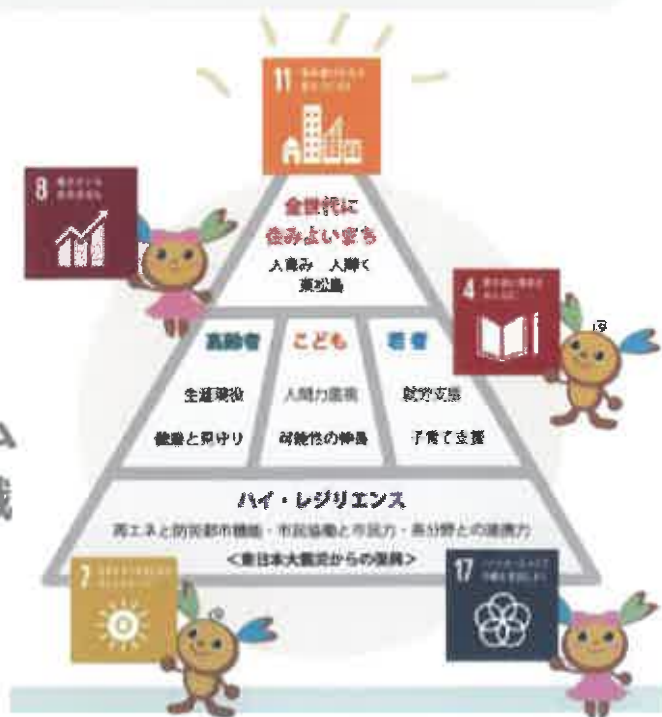 11
8
全世代に
住みよいまち
人育み 人輝く
東松島
4
高齢者 こども 若者
生涯現役 人間力重視 就労支援
健康と見守り 可能性の伸長 子育て支援
ハイ・レジリエンス
再エネと防災都市機能・市民協働と市民力・各分野との連携力
<東日本大震災からの復興>
7
17